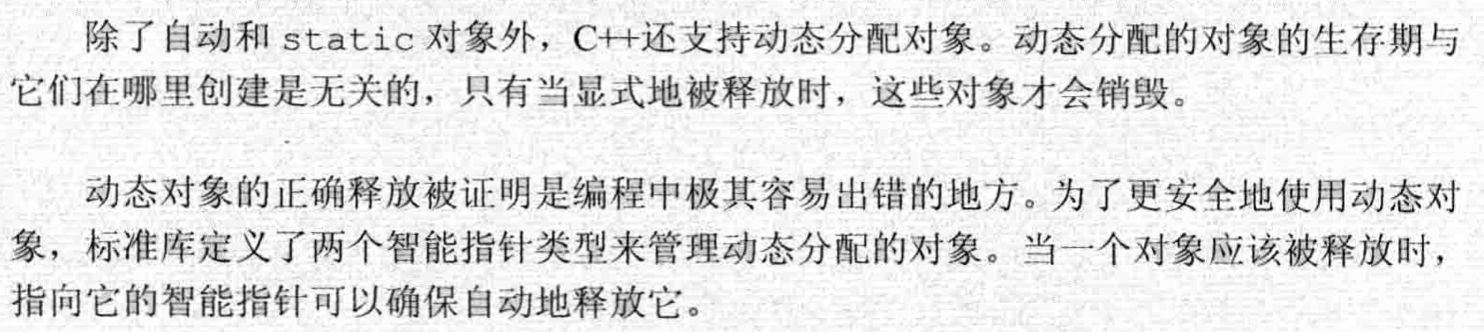 除了自动和 static 对象外，C++还支持动态分配对象。动态分配的对象的生存期与
它们在哪里创建是无关的，只有当显式地被释放时，这些对象才会销毁。
动态对象的正确释放被证明是编程中极其容易出错的地方。为了更安全地使用动态对
象，标准库定义了两个智能指针类型来管理动态分配的对象。当一个对象应该被释放时，
指向它的智能指针可以确保自动地释放它。